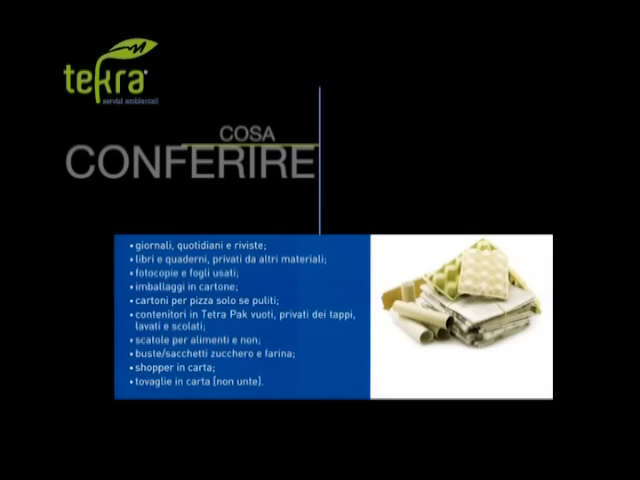 tekra
servizi ambientali
COSA
CONFERIRE
• giornali, quotidiani e riviste;
• libri e quaderni, privati da altri materiali;
• fotocopie e fogli usati;
• imballaggi in cartone;
• cartoni per pizza solo se puliti;
• contenitori in Tetra Pak vuoti, privati dei tappi,
lavati e scolati;
• scatole per alimenti e non;
• buste/sacchetti zucchero e farina;
• shopper in carta;
• tovaglie in carta [non unte].